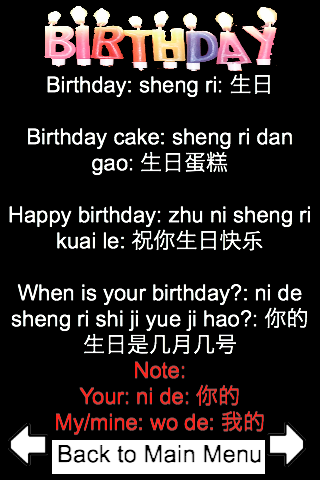 BIRTHDAY
Birthday: sheng ri: 生日
Birthday cake: sheng ri dan
gao: 生日蛋糕
Happy birthday: zhu ni sheng ri
kuai le: 祝你生日快乐
When is your birthday?: ni de
sheng ri shi ji yue ji hao?: 你的
生日是几月几号
Note:
Your: ni de: 你的
My/mine: wo de: 我的
Back to Main Menu